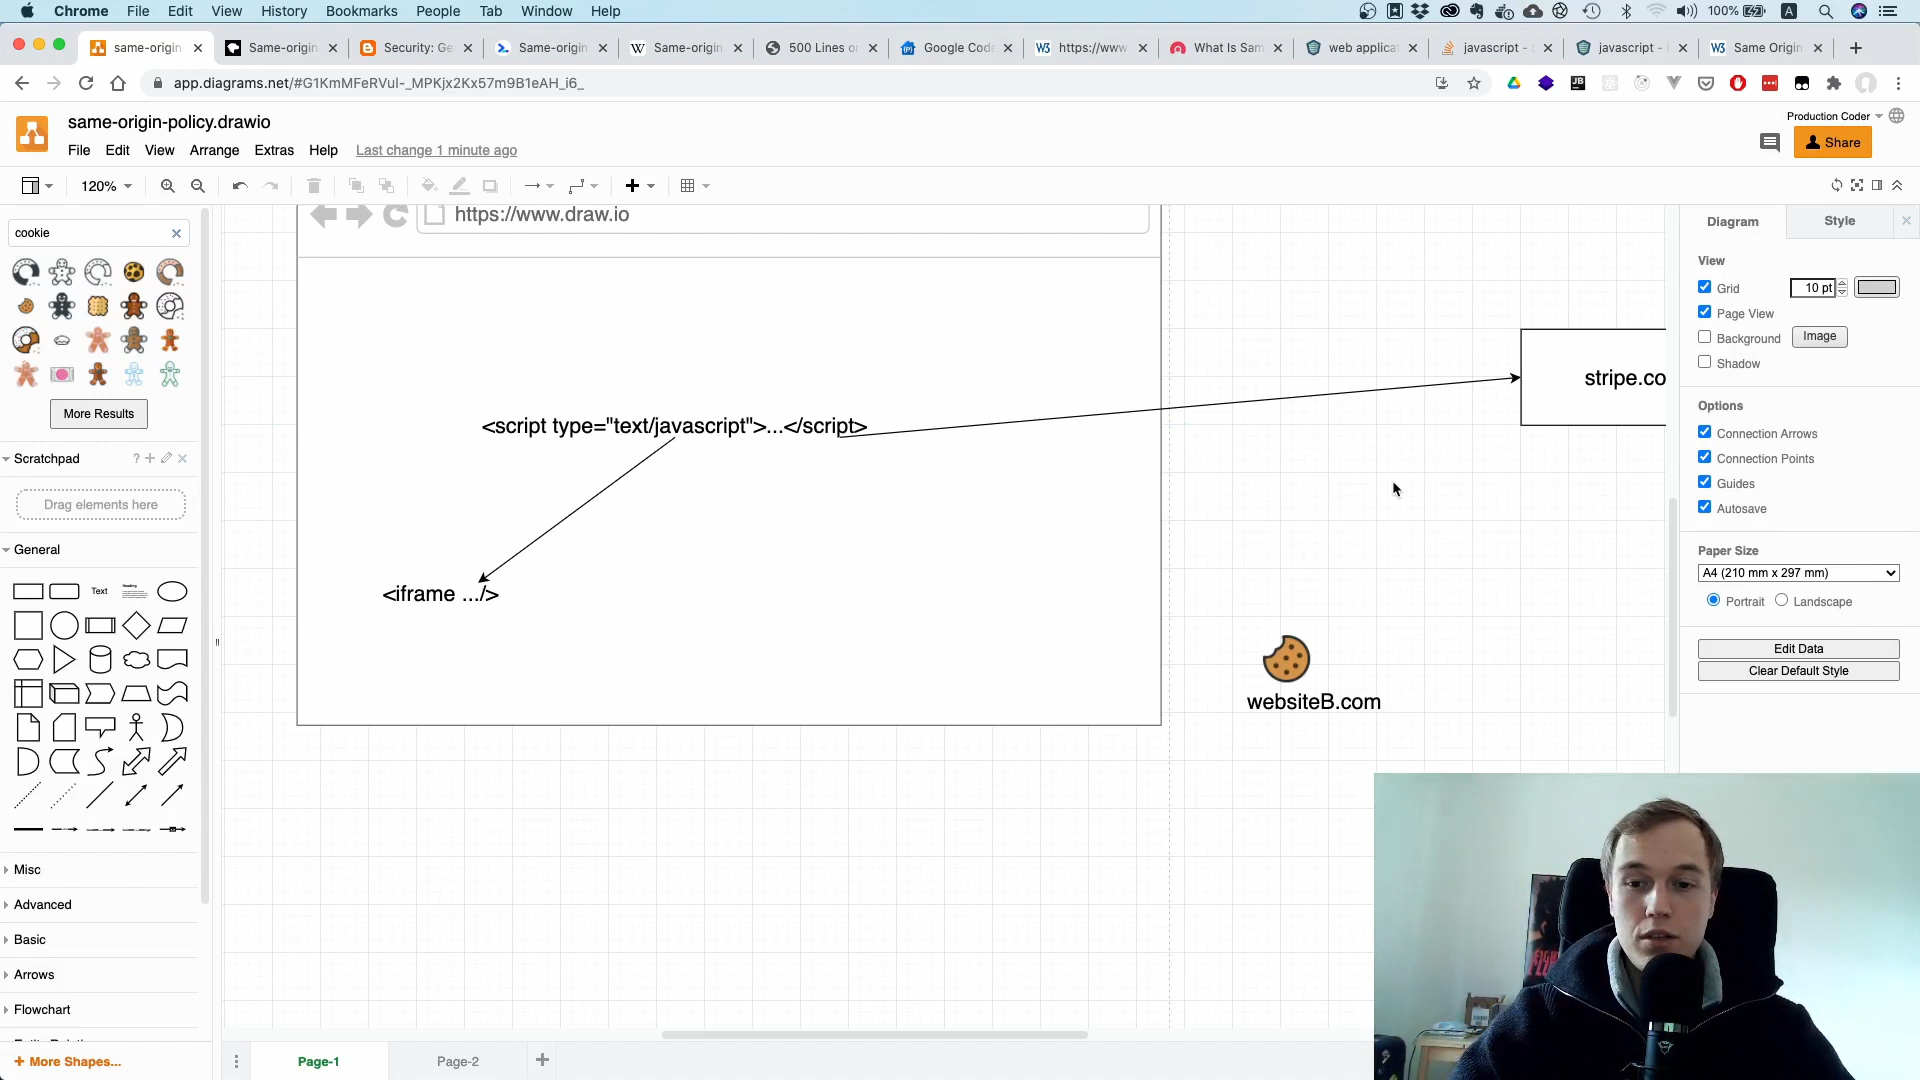 Chrome File Edit View History Bookmarks People Tab Window Help
100%
A
same-origin
Same-origin
Security: Ge
Same-origin
Same-origin
500 Lines o
Google Cod
https://www
What Is Sam
web applica
javascript -
javascript -
Same Origin
app.diagrams.net/#G1KmMFeRVuI-_MPKjx2Kx57m9B1eAH_i6_
same-origin-policy.drawio
Production Coder
File Edit View Arrange Extras Help
Last change 1 minute ago
Share
120%
https://www.draw.io
cookie
Diagram
Style
View
Grid
10 pt
Page View
Background
Image
Shadow
Options
Connection Arrows
Connection Points
Guides
Autosave
Paper Size
A4 (210 mm x 297 mm)
Portrait
Landscape
Edit Data
Clear Default Style
More Results
Scratchpad
?
Drag elements here
General
Text
Heading
Misc
Advanced
Basic
Arrows
Flowchart
+ More Shapes...
<script type="text/javascript">...</script>
stripe.co
<iframe .../>
websiteB.com
Page-1
Page-2